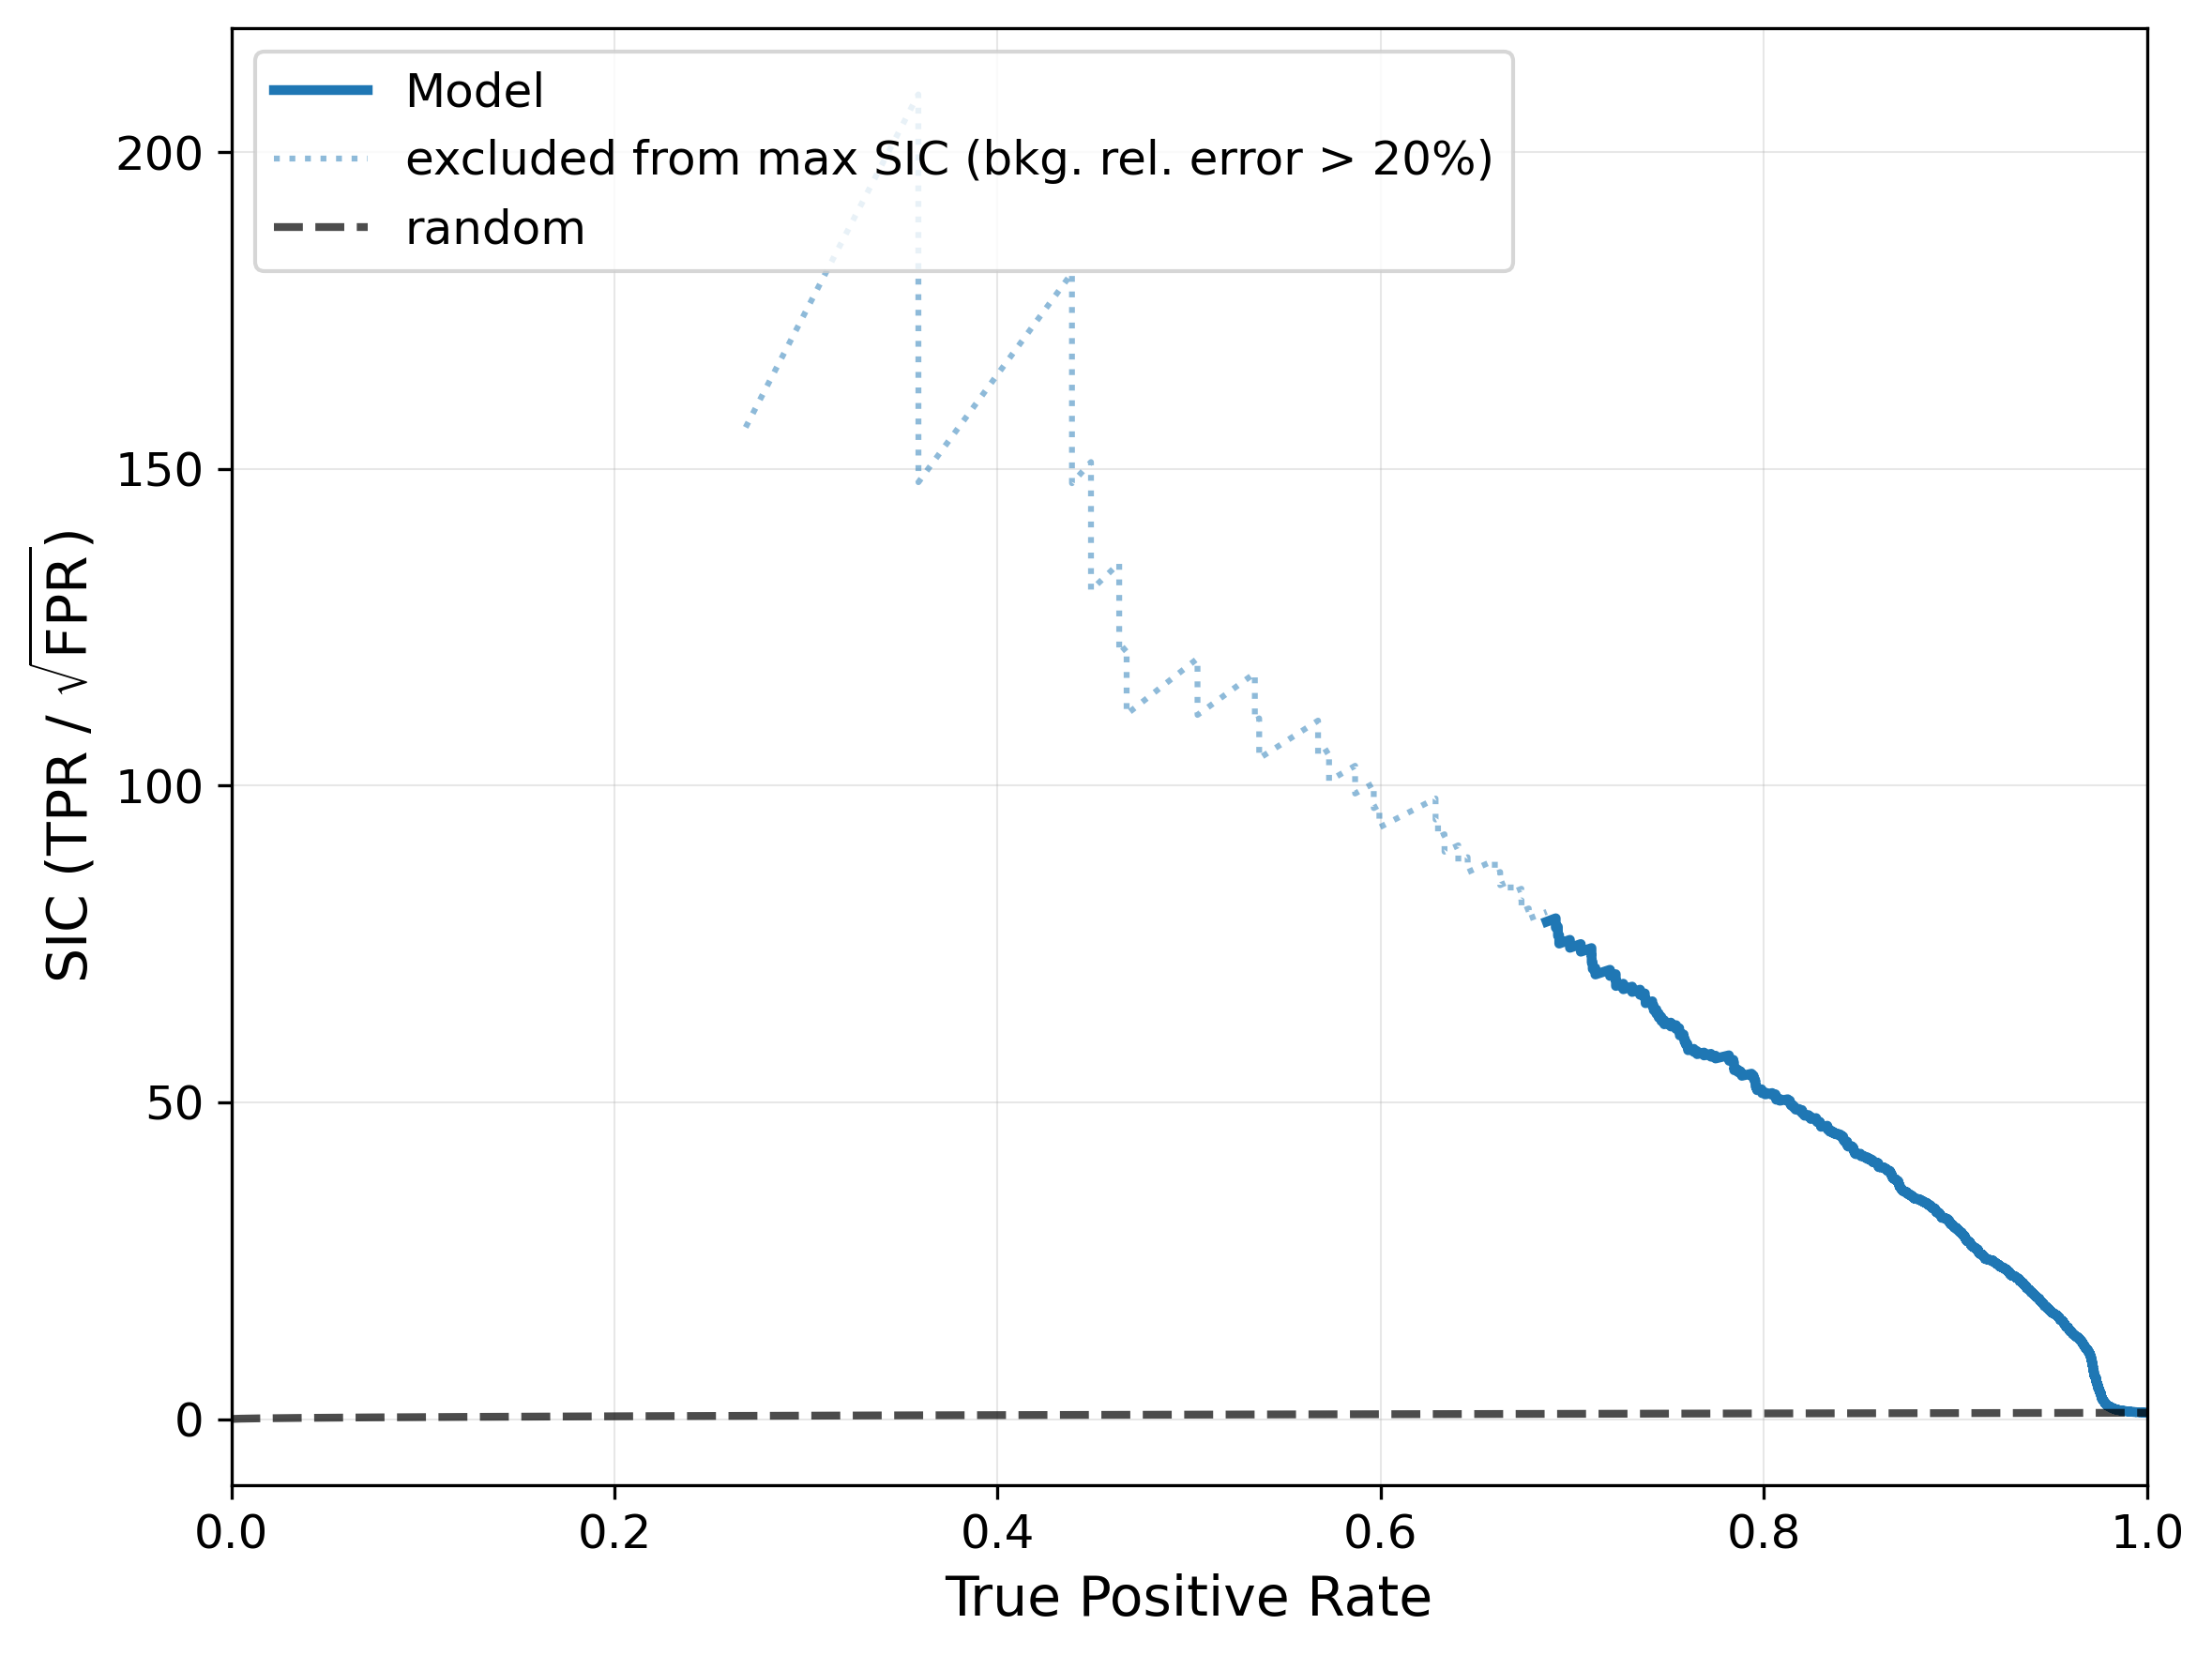 Model
excluded from max SIC (bkg. rel. error > 20%)
random
200
150
100
50
0
SIC (TPR / √FPR)
0.0 0.2 0.4 0.6 0.8 1.0
True Positive Rate